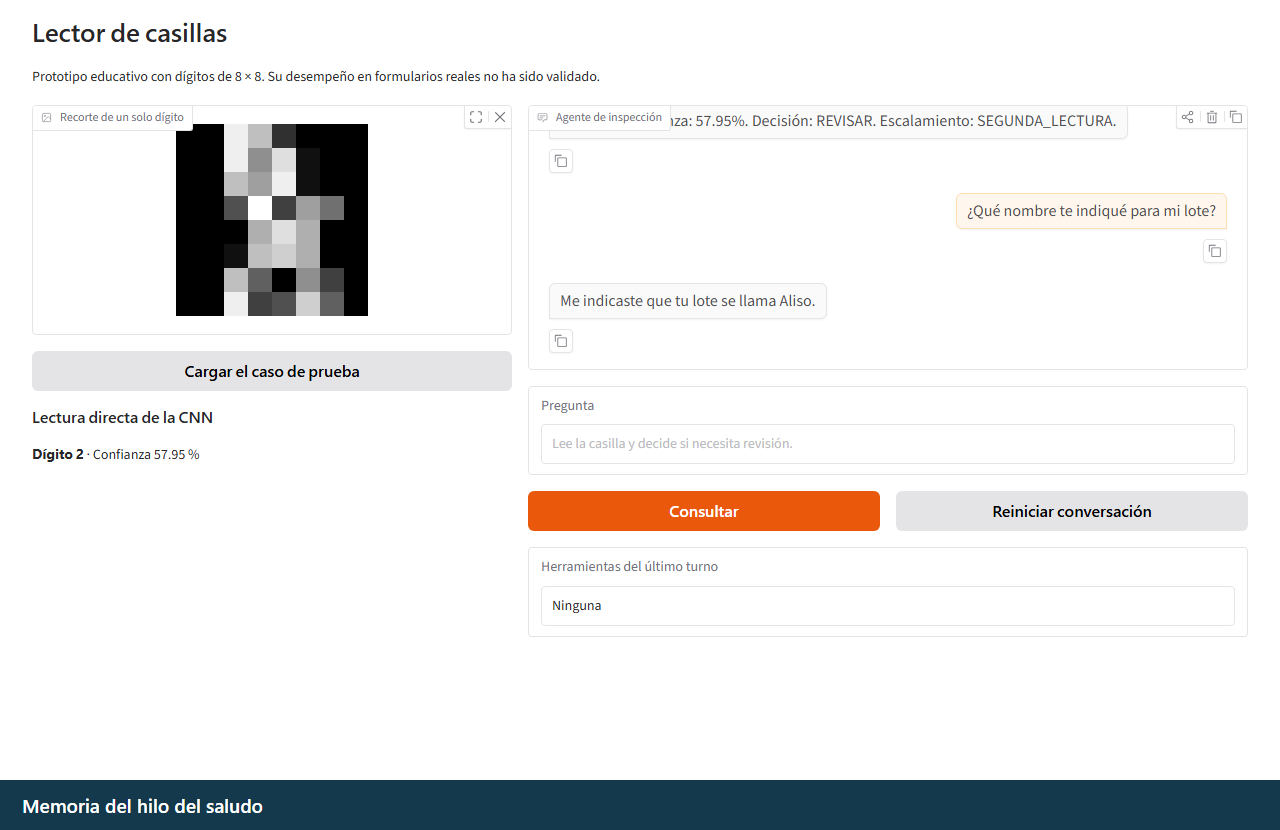 Lector de casillas
Prototipo educativo con dígitos de 8 × 8. Su desempeño en formularios reales no ha sido validado.
Recorte de un solo dígito
Cargar el caso de prueba
Lectura directa de la CNN
Dígito 2 · Confianza 57.95 %
Agente de inspección
57.95%. Decisión: REVISAR. Escalamiento: SEGUNDA_LECTURA.
¿Qué nombre te indiqué para mi lote?
Me indicaste que tu lote se llama Aliso.
Pregunta
Lee la casilla y decide si necesita revisión.
Consultar
Reiniciar conversación
Herramientas del último turno
Ninguna
Memoria del hilo del saludo